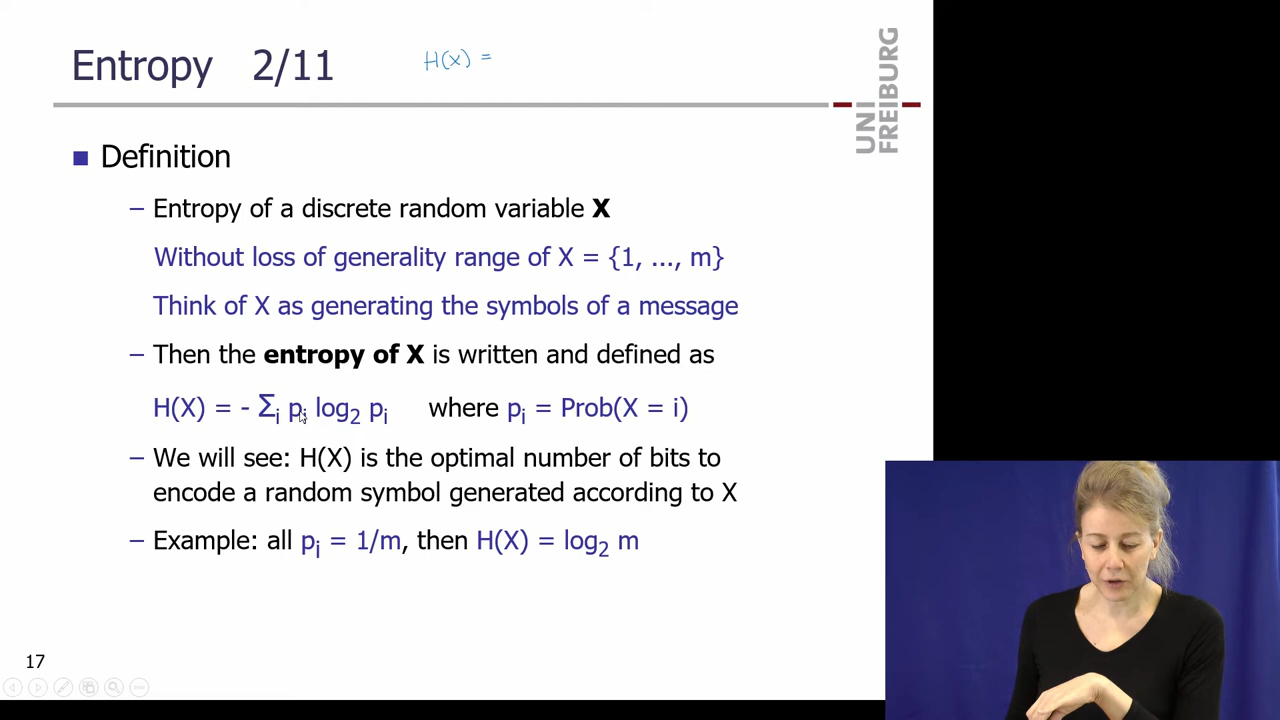 Entropy 2/11
H(x) =
UNI
FREIBURG
Definition
– Entropy of a discrete random variable X
Without loss of generality range of X = {1, ..., m}
Think of X as generating the symbols of a message
– Then the entropy of X is written and defined as
H(X) = - Σi pi log2 pi where pi = Prob(X = i)
– We will see: H(X) is the optimal number of bits to
encode a random symbol generated according to X
– Example: all pi = 1/m, then H(X) = log2 m
17